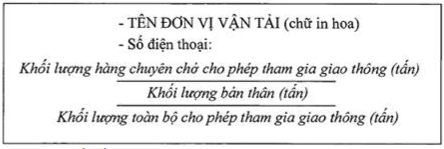 - TÊN ĐƠN VỊ VẬN TẢI (chữ in hoa)
- Số điện thoại:
Khối lượng hàng chuyên chở cho phép tham gia giao thông (tấn)
Khối lượng bản thân (tấn)
Khối lượng toàn bộ cho phép tham gia giao thông (tấn)